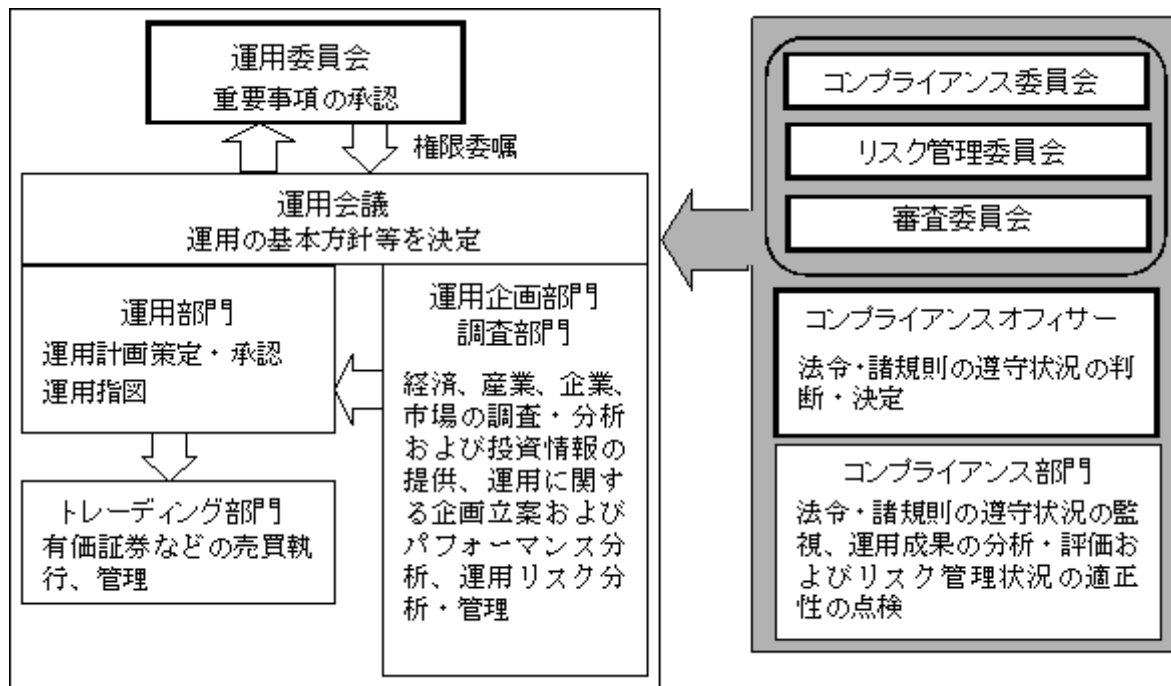 運用委員会
重要事項の承認
権限委嘱
運用会議
運用の基本方針等を決定
運用部門
運用計画策定・承認
運用指図
トレーディング部門
有価証券などの売買執
行、管理
運用企画部門
調査部門
経済、産業、企業、
市場の調査・分析
および投資情報の
提供、運用に関す
る企画立案および
パフォーマンス分
析、運用リスク分
析・管理
コンプライアンス委員会
リスク管理委員会
審査委員会
コンプライアンスオフィサー
法令・諸規則の遵守状況の判
断・決定
コンプライアンス部門
法令・諸規則の遵守状況の監
視、運用成果の分析・評価お
よびリスク管理状況の適正
性の点検